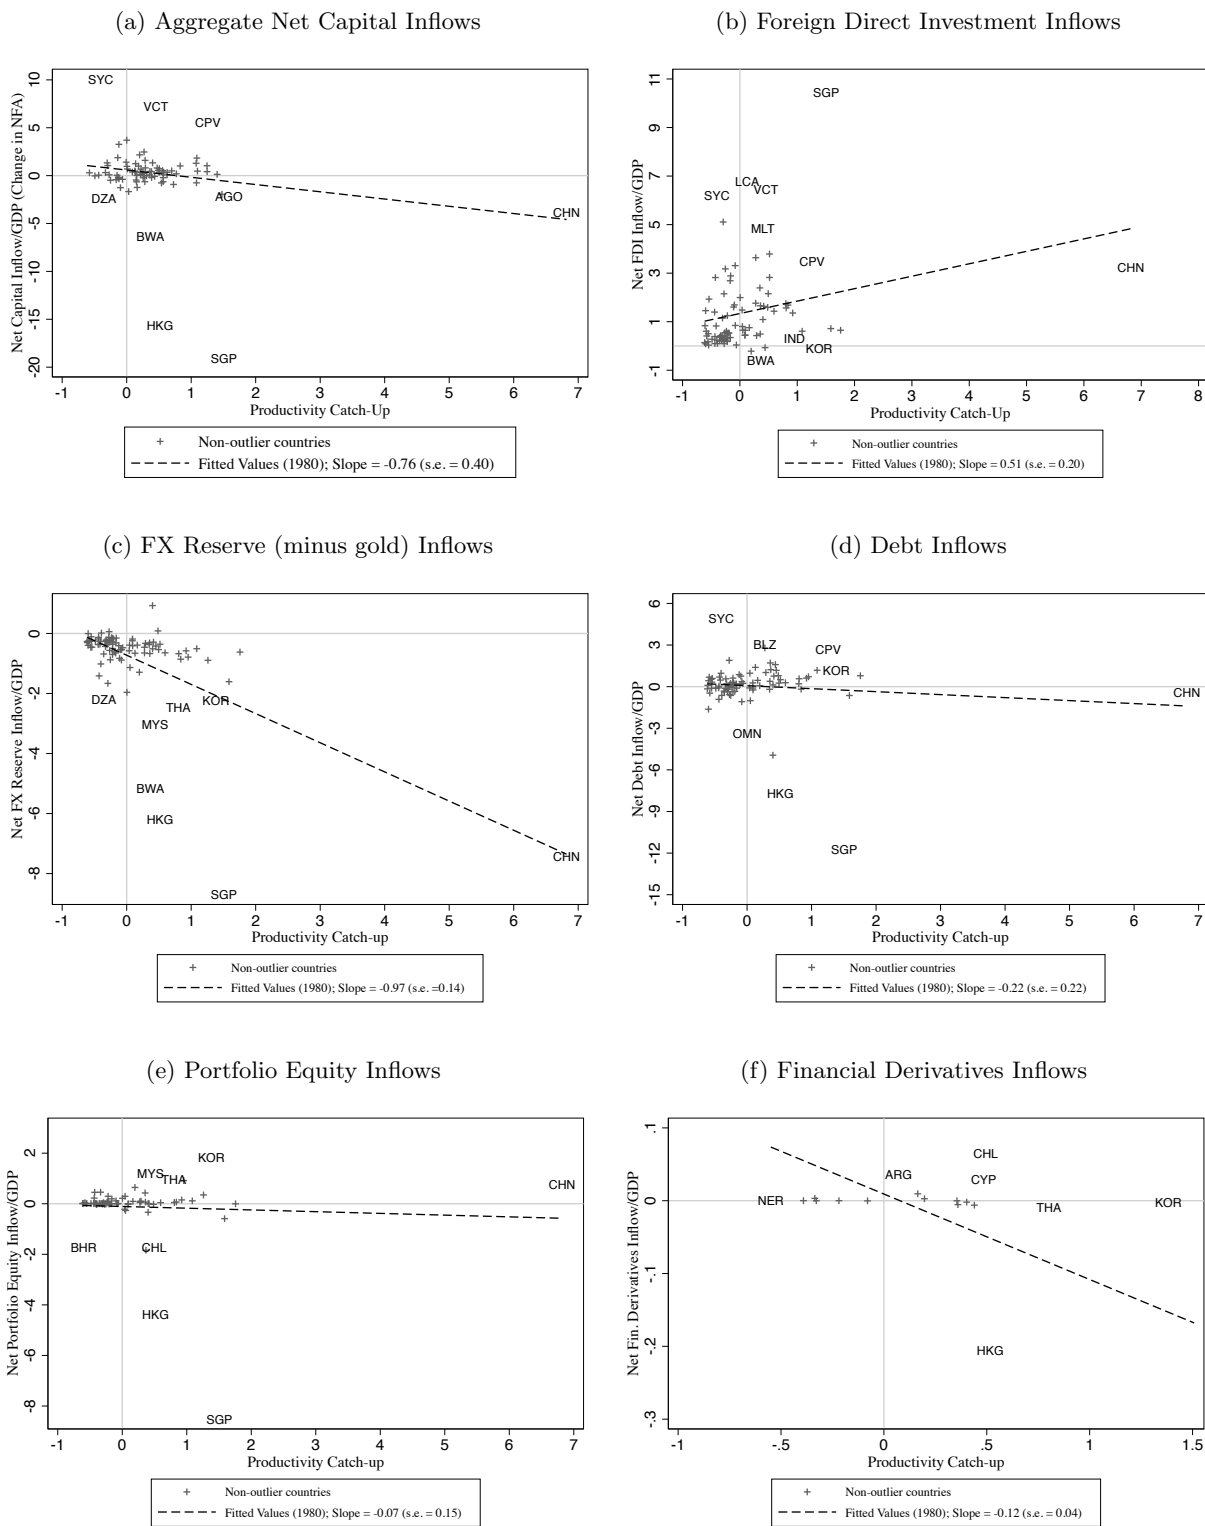 (a) Aggregate Net Capital Inflows
Net Capital Inflow/GDP (Change in NFA)
10
5
0
-5
-10
-15
-20
SYC
VCT
CPV
DZA
AGO
CHN
BWA
HKG
SGP
-1 0 1 2 3 4 5 6 7
Productivity Catch-Up
Non-outlier countries
Fitted Values (1980); Slope = -0.76 (s.e. = 0.40)
(b) Foreign Direct Investment Inflows
Net FDI Inflow/GDP
11
9
7
5
3
1
-1
SGP
LCA
VCT
SYC
MLT
CPV
CHN
IND
KOR
BWA
-1 0 1 2 3 4 5 6 7 8
Productivity Catch-Up
Non-outlier countries
Fitted Values (1980); Slope = 0.51 (s.e. = 0.20)
(c) FX Reserve (minus gold) Inflows
Net FX Reserve Inflow/GDP
0
-2
-4
-6
-8
DZA
KOR
THA
MYS
BWA
HKG
CHN
SGP
-1 0 1 2 3 4 5 6 7
Productivity Catch-up
Non-outlier countries
Fitted Values (1980); Slope = -0.97 (s.e. =0.14)
(d) Debt Inflows
Net Debt Inflow/GDP
6
3
0
-3
-6
-9
-12
-15
SYC
BLZ
CPV
KOR
CHN
OMN
HKG
SGP
-1 0 1 2 3 4 5 6 7
Productivity Catch-up
Non-outlier countries
Fitted Values (1980); Slope = -0.22 (s.e. = 0.22)
(e) Portfolio Equity Inflows
Net Portfolio Equity Inflow/GDP
2
0
-2
-4
-6
-8
KOR
MYS
THA
CHN
BHR
CHL
HKG
SGP
-1 0 1 2 3 4 5 6 7
Productivity Catch-up
Non-outlier countries
Fitted Values (1980); Slope = -0.07 (s.e. = 0.15)
(f) Financial Derivatives Inflows
Net Fin. Derivatives Inflow/GDP
.1
0
-.1
-.2
-.3
CHL
ARG
CYP
NER
THA
KOR
HKG
-1 -.5 0 .5 1 1.5
Productivity Catch-up
Non-outlier countries
Fitted Values (1980); Slope = -0.12 (s.e. = 0.04)